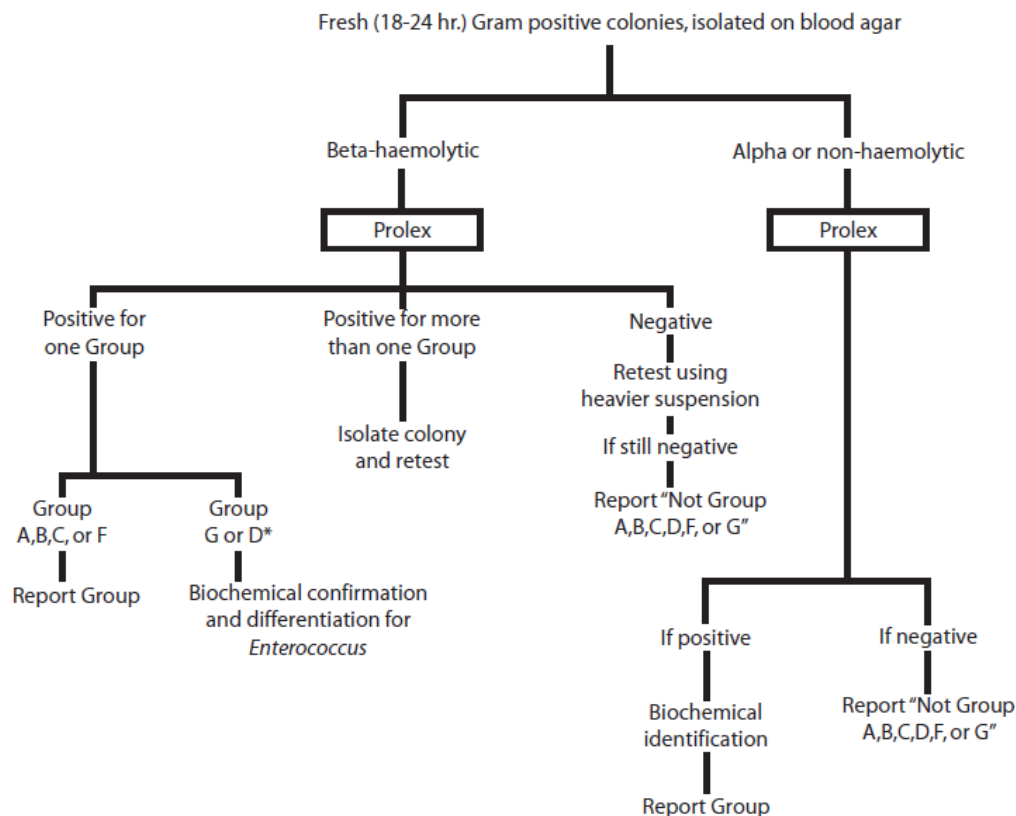 Fresh (18-24 hr.) Gram positive colonies, isolated on blood agar
Beta-haemolytic
Alpha or non-haemolytic
Prolex
Prolex
Positive for
one Group
Positive for more
than one Group
Negative
Retest using
heavier suspension
Isolate colony
and retest
If still negative
Report “Not Group
A,B,C,D,F, or G”
Group
A,B,C, or F
Group
G or D*
Report Group
Biochemical confirmation
and differentiation for
Enterococcus
If positive
If negative
Biochemical
identification
Report “Not Group
A,B,C,D,F, or G”
Report Group